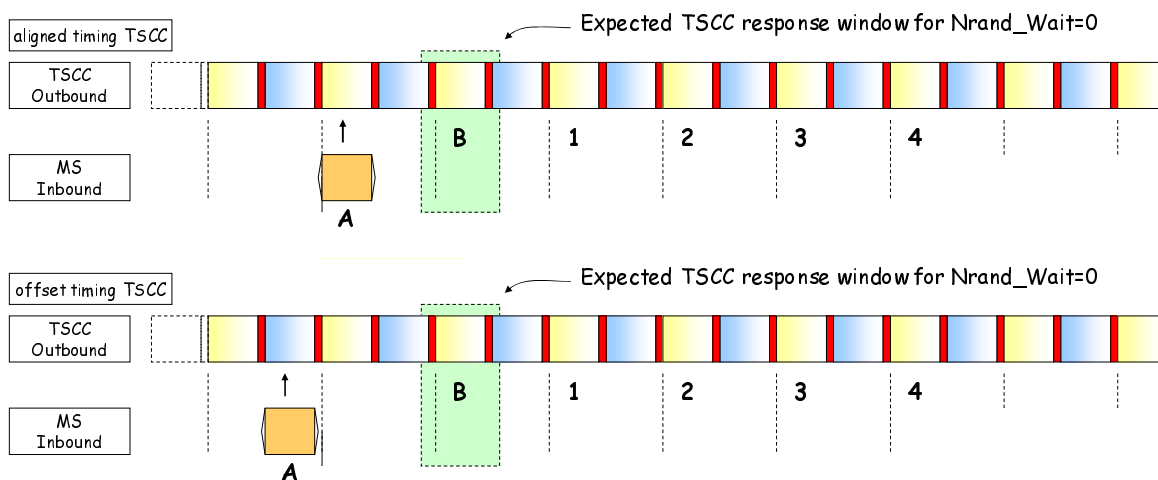 Expected TSCC response window for Nrand_Wait=0
aligned timing TSCC
TSCC
Outbound
B 1 2 3 4
MS
Inbound
A
Expected TSCC response window for Nrand_Wait=0
offset timing TSCC
TSCC
Outbound
B 1 2 3 4
MS
Inbound
A